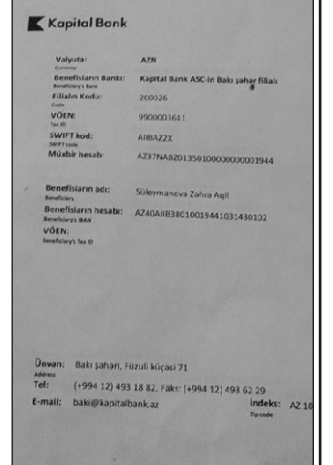 Kapital Bank
Valyuta: AZN
Currency
Benefisiarın Bankı: Kapital Bank ASC-in Bakı şəhər filialı
Beneficiary's Bank
Filialın Kodu: 200026
Code
VÖEN: 9900003611
Tax ID
SWIFT kod: AIIBAZ2X
SWIFT code
Müxbir hesab: AZ37NABZ01350100000000001944
Benefisiarın adı: Süleymanova Zəhra Aqil
Beneficiary
Benefisiarın hesabı: AZ40AIIB38C10019441031430102
Beneficiary's IBAN
VÖEN:
Beneficiary's Tax ID
Ünvan: Bakı şəhəri, Füzuli küçəsi 71
Address
Tel: (+994 12) 493 18 82, Faks: (+994 12) 493 62 29
E-mail: baki@kapitalbank.az İndeks: AZ 10
Zip code